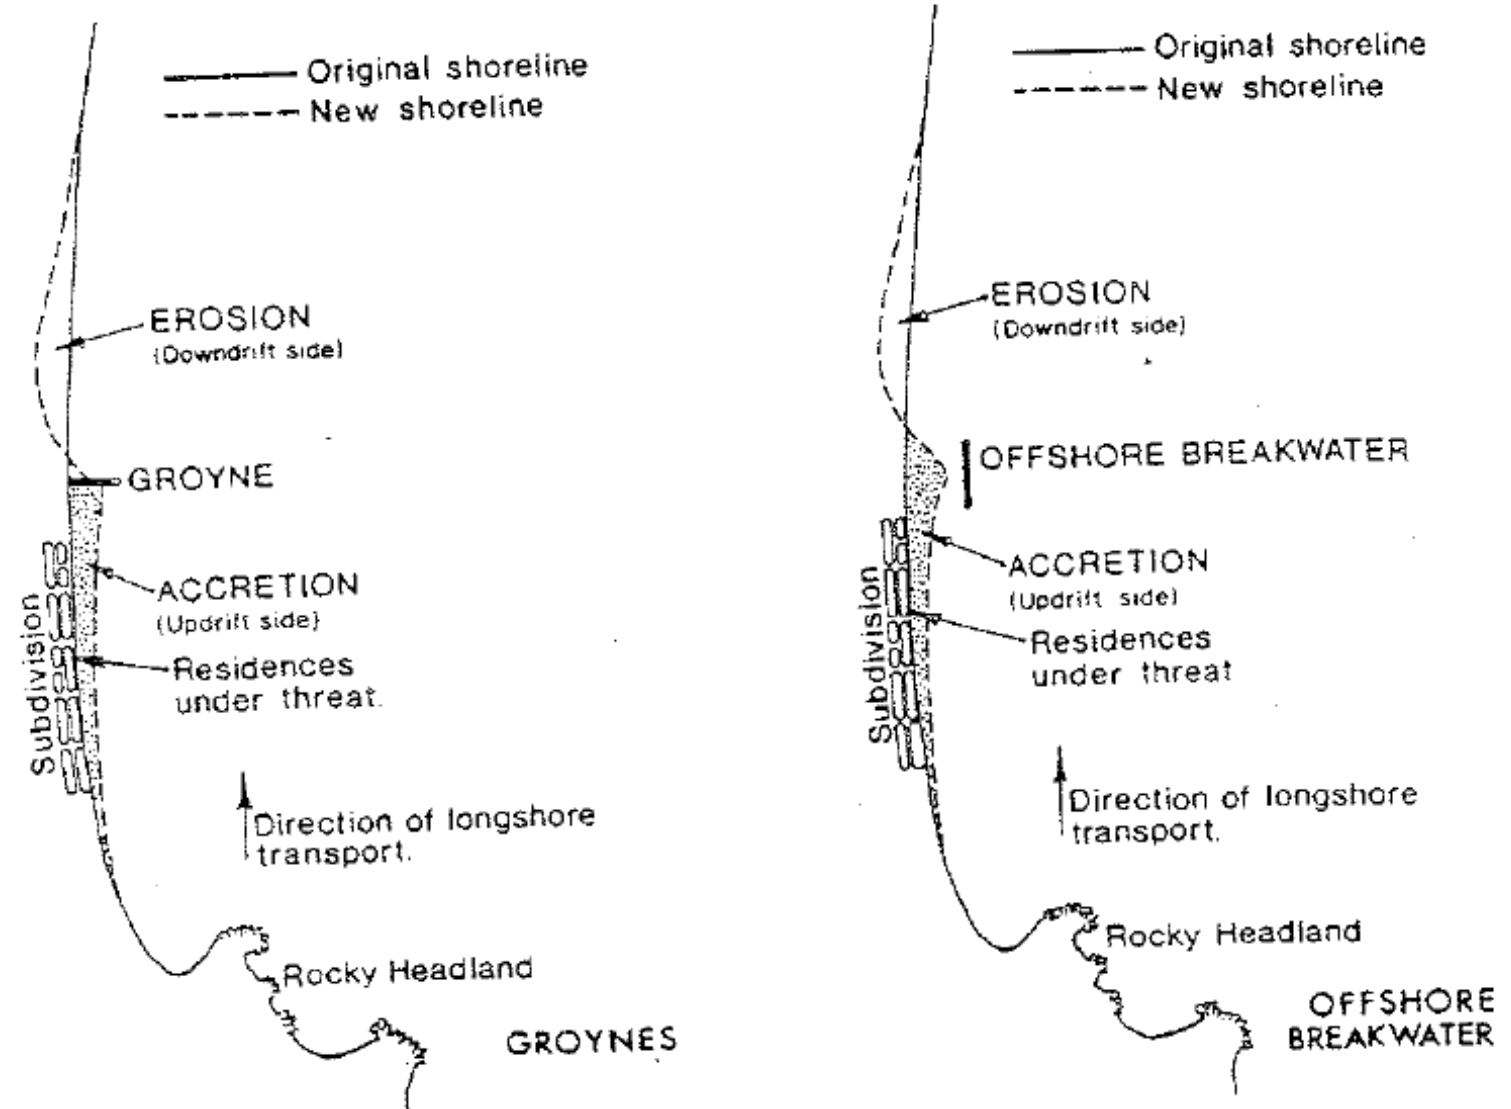 Original shoreline
New shoreline
EROSION
(Downdrift side)
GROYNE
ACCRETION
(Updrift side)
Residences
under threat.
Subdivision
Direction of longshore
transport.
Rocky Headland
GROYNES
Original shoreline
New shoreline
EROSION
(Downdrift side)
OFFSHORE BREAKWATER
ACCRETION
(Updrift side)
Residences
under threat
Subdivision
Direction of longshore
transport.
Rocky Headland
OFFSHORE
BREAKWATER